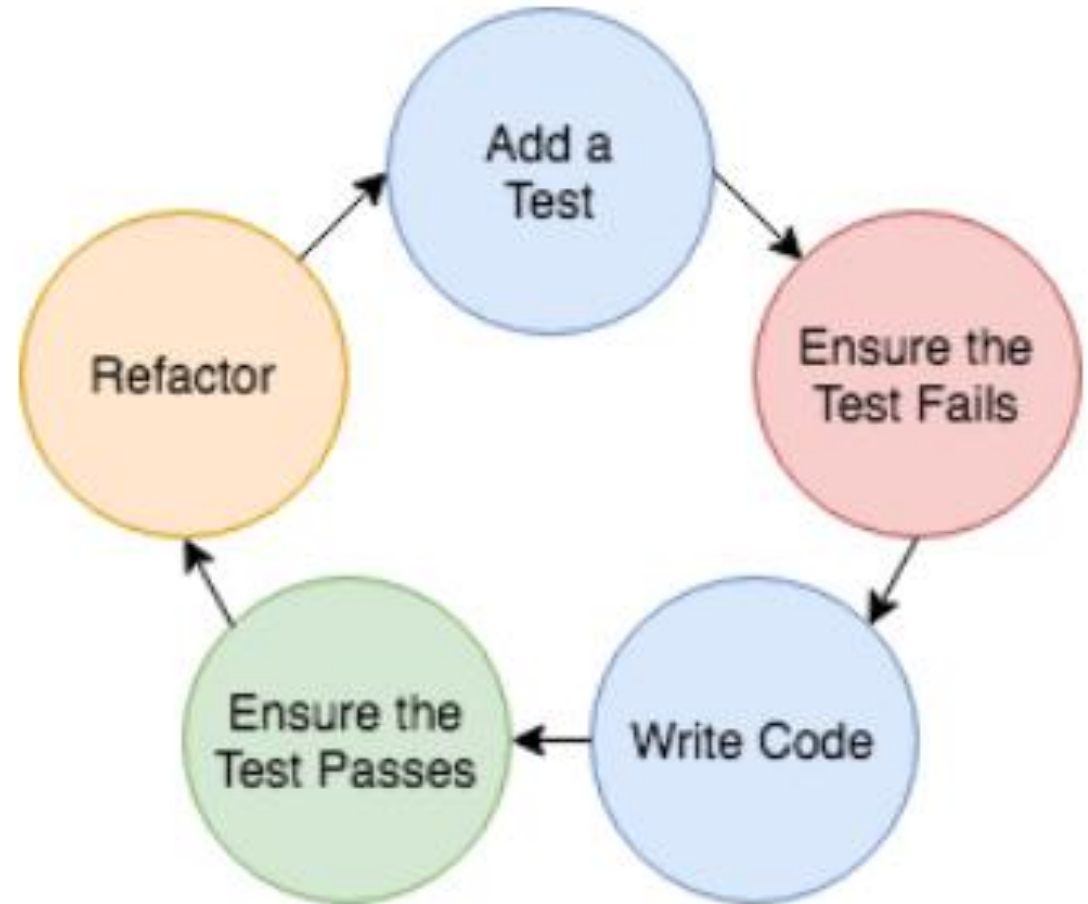 Add a
Test
Ensure the
Test Fails
Write Code
Ensure the
Test Passes
Refactor